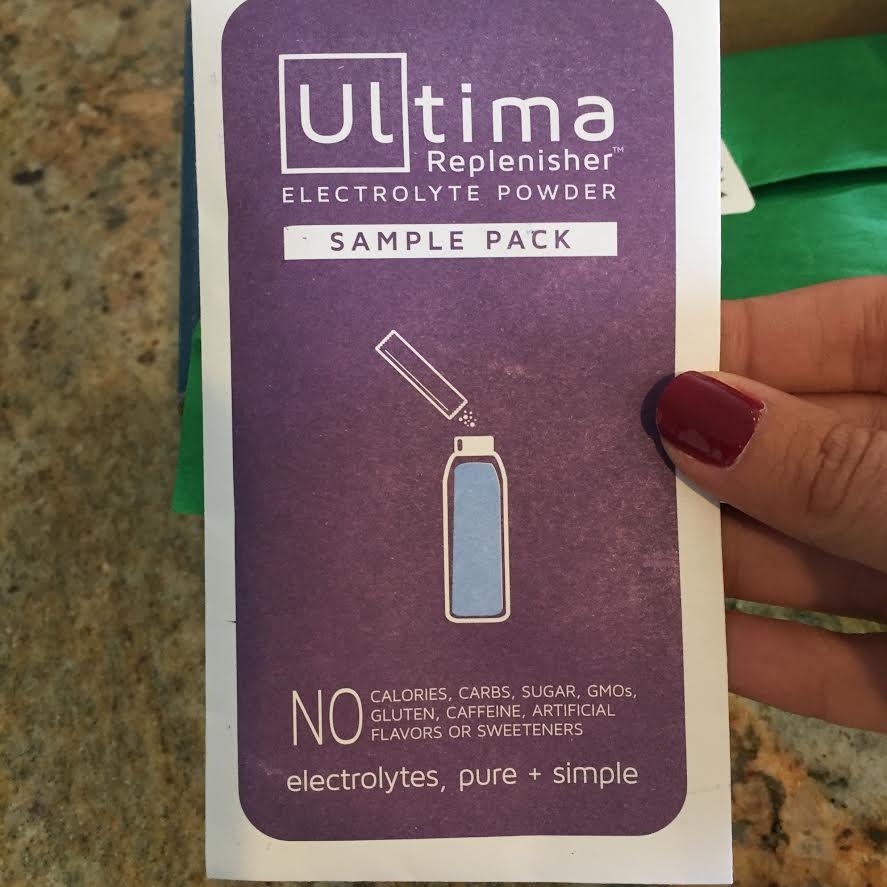 Ultima
Replenisher™
ELECTROLYTE POWDER
SAMPLE PACK
NO CALORIES, CARBS, SUGAR, GMOs,
GLUTEN, CAFFEINE, ARTIFICIAL
FLAVORS OR SWEETENERS
electrolytes, pure + simple